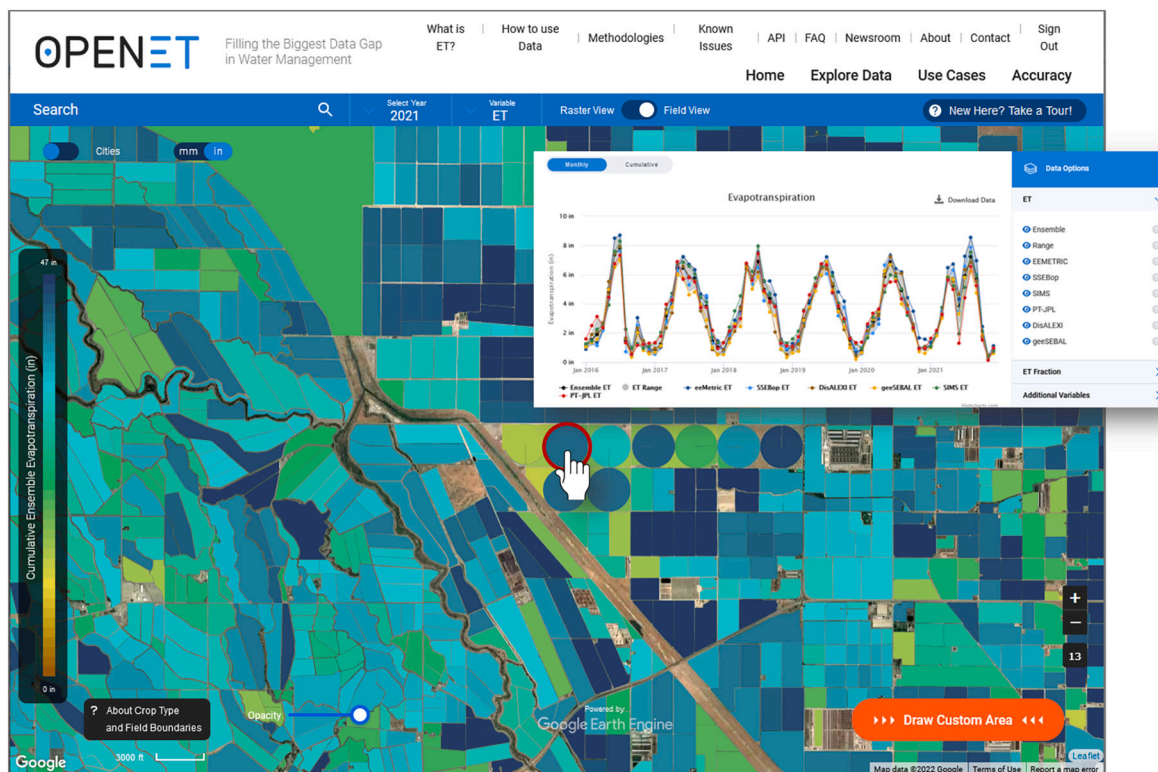 OPENET
Filling the Biggest Data Gap
in Water Management
What is
ET?
How to use
Data
Methodologies
Known
Issues
API
FAQ
Newsroom
About
Contact
Sign
Out
Home
Explore Data
Use Cases
Accuracy
Search
Select Year
2021
Variable
ET
Raster View
Field View
? New Here? Take a Tour!
Cities
mm in
Monthly
Cumulative
Data Options
Evapotranspiration
Download Data
ET
10 in
8 in
6 in
4 in
2 in
0 in
Evapotranspiration (in)
Jan 2016
Jan 2017
Jan 2018
Jan 2019
Jan 2020
Jan 2021
Ensemble ET
ET Range
eeMetric ET
SSEBop ET
DisALEXI ET
geeSEBAL ET
SIMS ET
PT-JPL ET
Highcharts.com
Ensemble
Range
EEMETRIC
SSEBop
SIMS
PT-JPL
DisALEXI
geeSEBAL
ET Fraction
Additional Variables
47 in
Cumulative Ensemble Evapotranspiration (in)
0 in
+
−
13
? About Crop Type
and Field Boundaries
Opacity
Powered by
Google Earth Engine
Draw Custom Area
Leaflet
Google
3000 ft
Map data ©2022 Google
Terms of Use
Report a map error